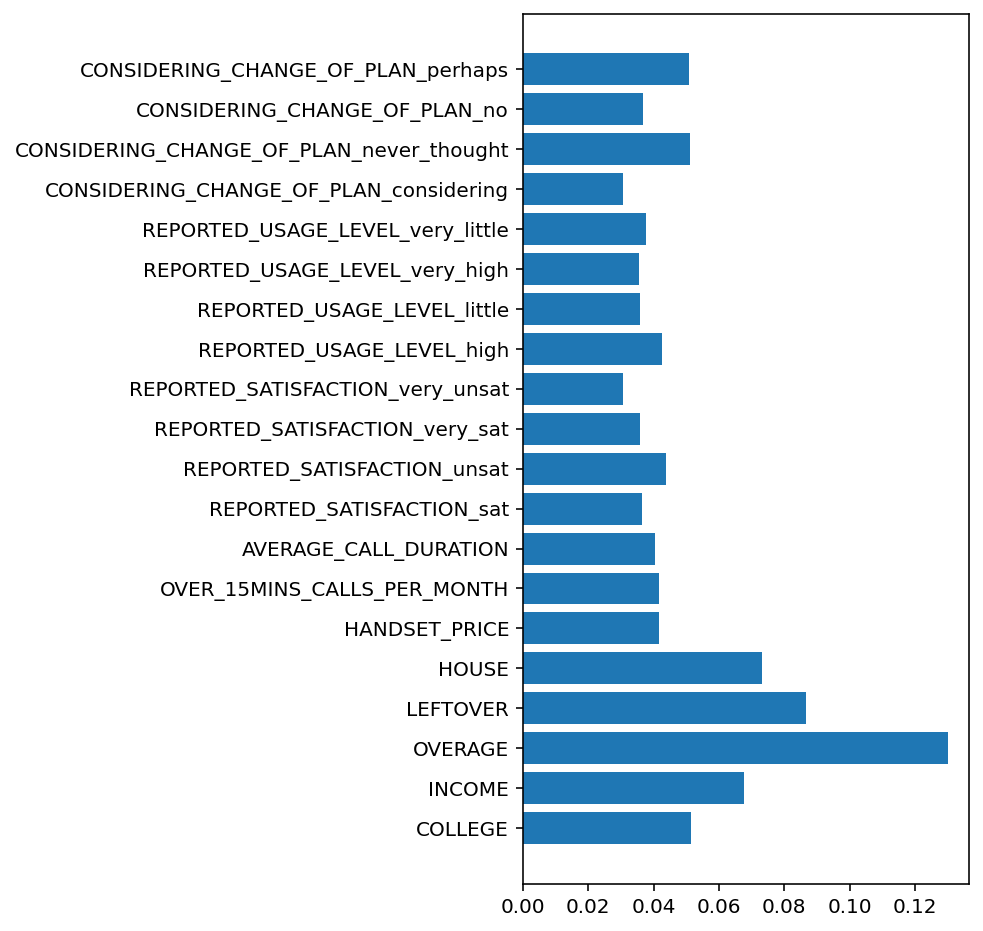 CONSIDERING_CHANGE_OF_PLAN_perhaps
CONSIDERING_CHANGE_OF_PLAN_no
CONSIDERING_CHANGE_OF_PLAN_never_thought
CONSIDERING_CHANGE_OF_PLAN_considering
REPORTED_USAGE_LEVEL_very_little
REPORTED_USAGE_LEVEL_very_high
REPORTED_USAGE_LEVEL_little
REPORTED_USAGE_LEVEL_high
REPORTED_SATISFACTION_very_unsat
REPORTED_SATISFACTION_very_sat
REPORTED_SATISFACTION_unsat
REPORTED_SATISFACTION_sat
AVERAGE_CALL_DURATION
OVER_15MINS_CALLS_PER_MONTH
HANDSET_PRICE
HOUSE
LEFTOVER
OVERAGE
INCOME
COLLEGE
0.00 0.02 0.04 0.06 0.08 0.10 0.12